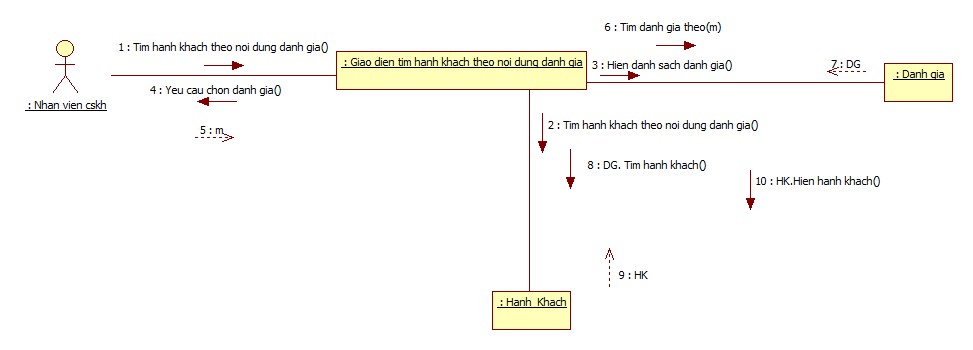 6 : Tim danh gia theo(m)
1 : Tim hanh khach theo noi dung danh gia()
: Giao dien tim hanh khach theo noi dung danh gia
3 : Hien danh sach danh gia()
7 : DG
: Danh gia
4 : Yeu cau chon danh gia()
: Nhan vien cskh
5 : m
2 : Tim hanh khach theo noi dung danh gia()
8 : DG. Tim hanh khach()
10 : HK.Hien hanh khach()
9 : HK
: Hanh_Khach